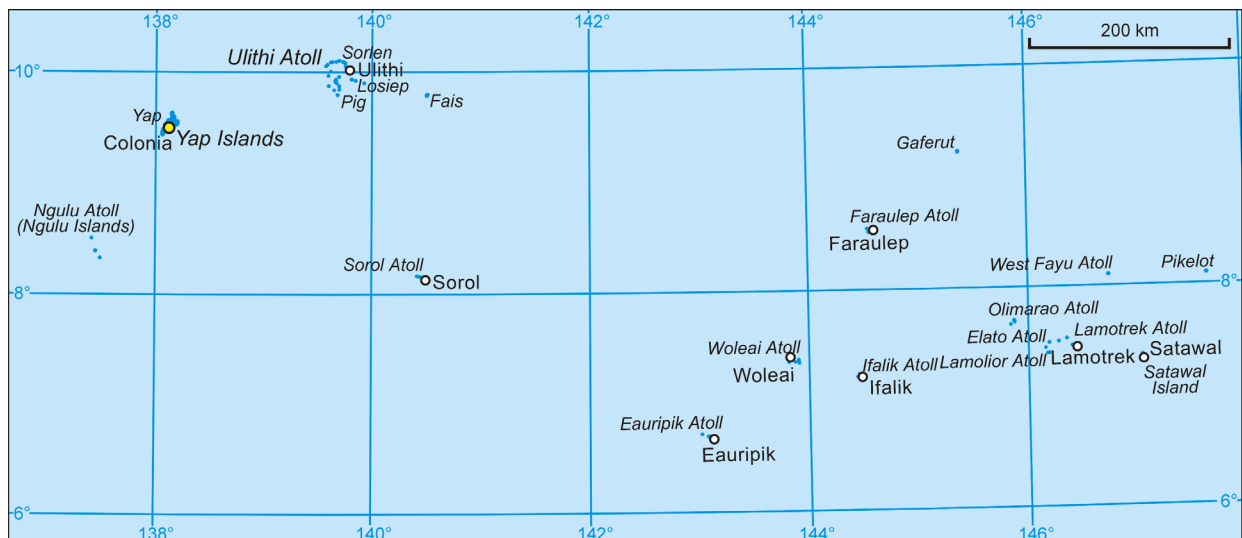 138°
140°
142°
144°
146°
200 km
Ulithi Atoll
Sorlen
10°
Ulithi
10°
Losiep
Pig
Fais
Yap
Colonia
Yap Islands
Gaferut
Ngulu Atoll
(Ngulu Islands)
Faraulep Atoll
Faraulep
Sorol Atoll
Sorol
West Fayu Atoll
Pikelot
8°
8°
Olimarao Atoll
Elato Atoll
Lamotrek Atoll
Woleai Atoll
Woleai
Ifalik Atoll
Ifalik
Lamolior Atoll
Lamotrek
Satawal
Satawal
Island
Eauripik Atoll
Eauripik
6°
6°
138°
140°
142°
144°
146°